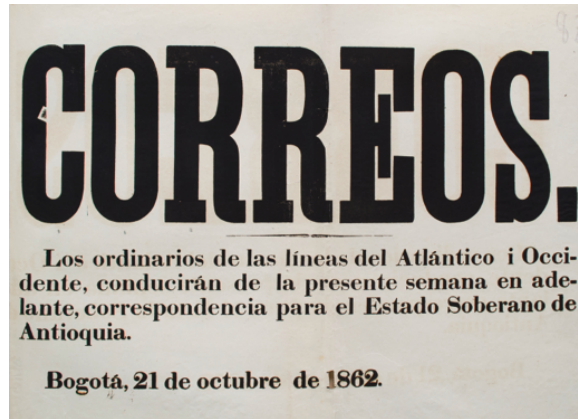 CORREOS.
Los ordinarios de las líneas del Atlántico i Occi-
dente, conducirán de la presente semana en ade-
lante, correspondencia para el Estado Soberano de
Antioquia.
Bogotá, 21 de octubre de 1862.